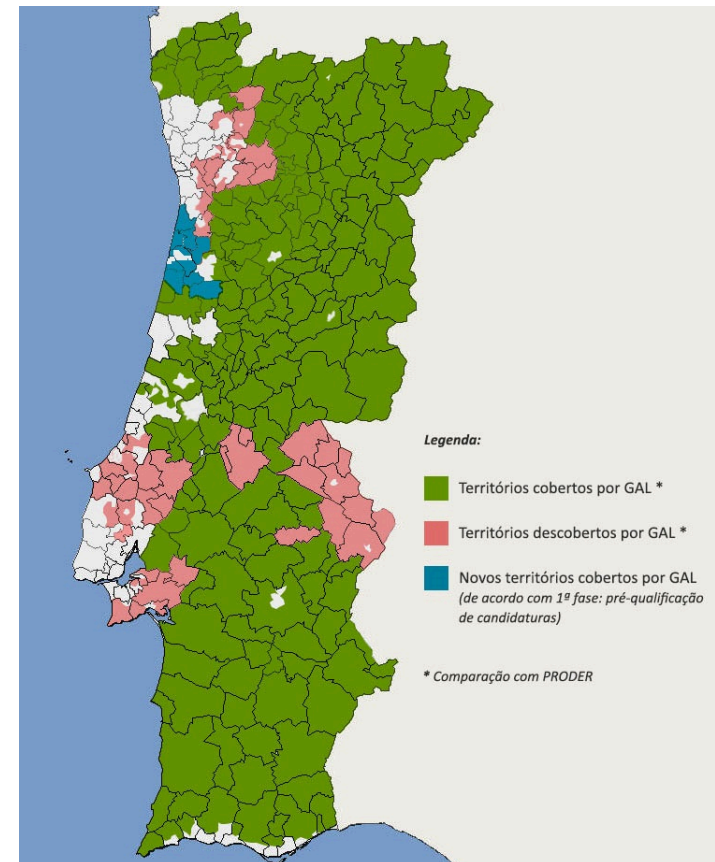 Legenda:
Territórios cobertos por GAL *
Territórios descobertos por GAL *
Novos territórios cobertos por GAL
(de acordo com 1ª fase: pré-qualificação
de candidaturas)
* Comparação com PRODER